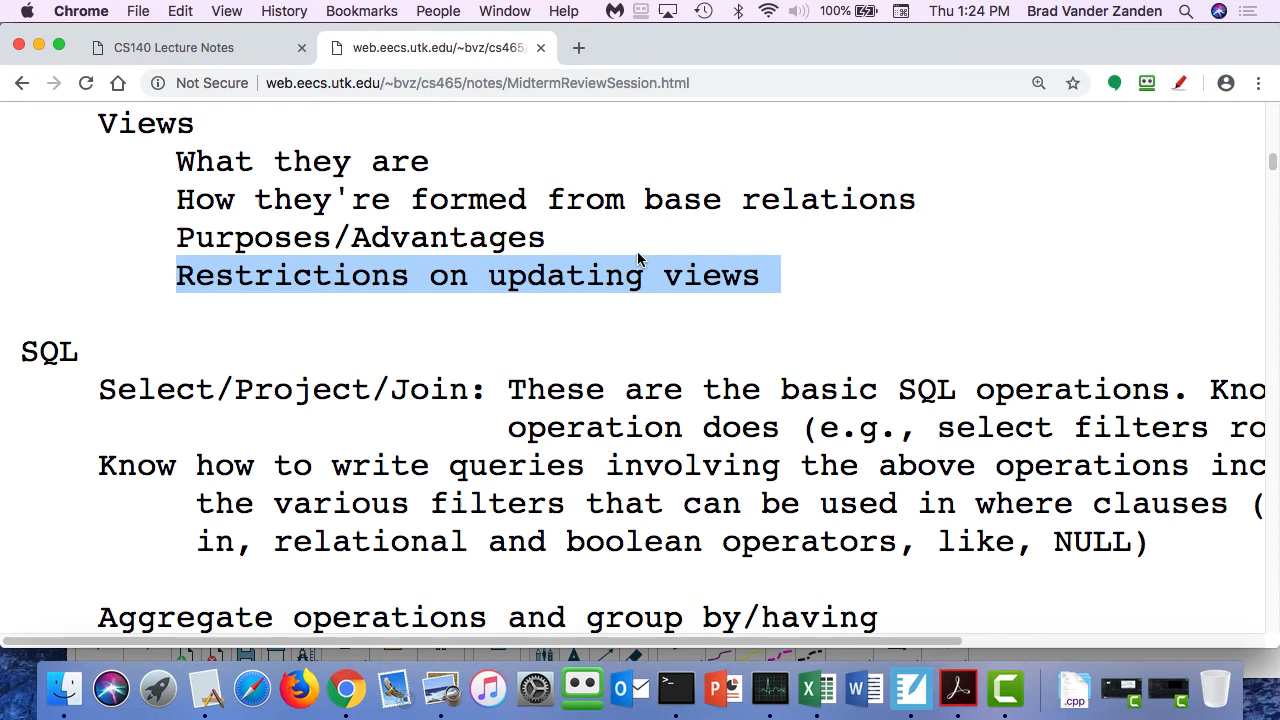 Chrome File Edit View History Bookmarks People Window Help 100% Thu 1:24 PM Brad Vander Zanden
CS140 Lecture Notes
web.eecs.utk.edu/~bvz/cs465/
Not Secure web.eecs.utk.edu/~bvz/cs465/notes/MidtermReviewSession.html
Views
What they are
How they're formed from base relations
Purposes/Advantages
Restrictions on updating views
SQL
Select/Project/Join: These are the basic SQL operations. Kno
operation does (e.g., select filters ro
Know how to write queries involving the above operations inc
the various filters that can be used in where clauses (
in, relational and boolean operators, like, NULL)
Aggregate operations and group by/having
.cpp